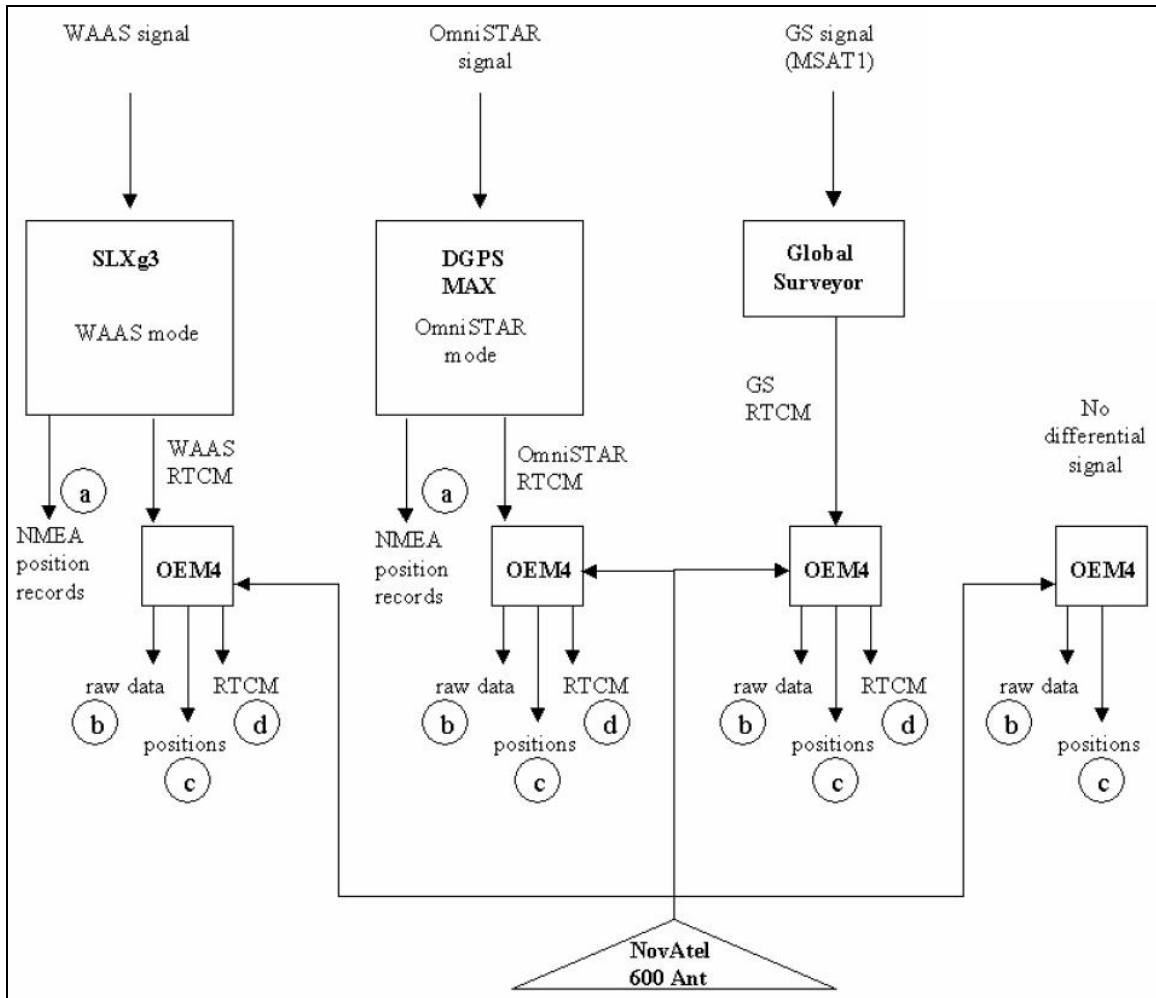 WAAS signal
OmniSTAR
signal
GS signal
(MSAT1)
SLXg3
WAAS mode
DGPS
MAX
OmniSTAR
mode
Global
Surveyor
WAAS
RTCM
a
NMEA
position
records
OmniSTAR
RTCM
a
NMEA
position
records
GS
RTCM
No
differential
signal
OEM4
OEM4
OEM4
OEM4
raw data
RTCM
b
d
positions
c
raw data
RTCM
b
d
positions
c
raw data
RTCM
b
d
positions
c
raw data
b
positions
c
NovAtel
600 Ant